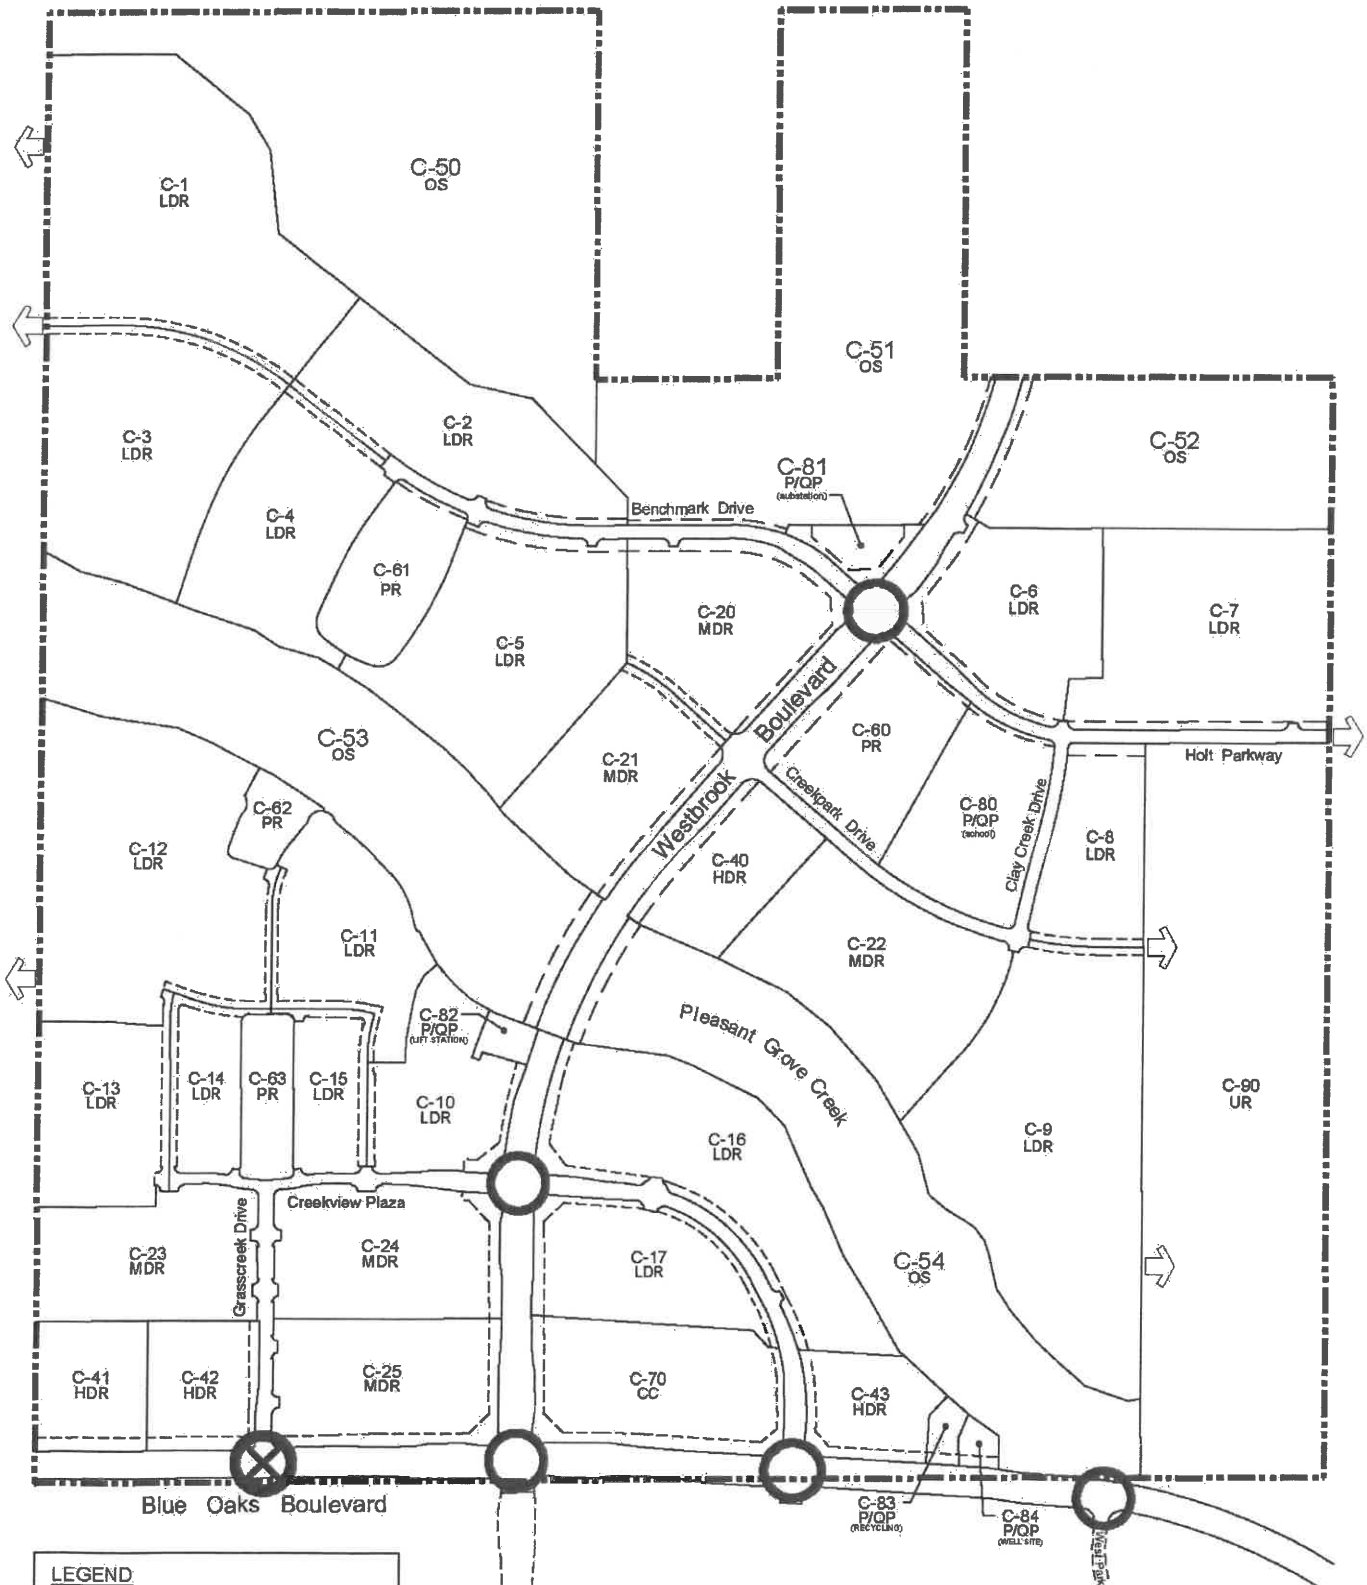 C-50
OS
C-1
LDR
C-51
OS
C-2
LDR
C-3
LDR
C-52
OS
C-81
P/QP
(substation)
Benchmark Drive
C-4
LDR
C-61
PR
C-6
LDR
C-7
LDR
C-20
MDR
C-5
LDR
Westbrook Boulevard
C-60
PR
C-53
OS
C-21
MDR
Holt Parkway
C-62
PR
Creekpark Drive
C-80
P/QP
(school)
Clay Creek Drive
C-8
LDR
C-12
LDR
C-40
HDR
C-11
LDR
C-22
MDR
C-82
P/QP
(LIFT STATION)
Pleasant Grove Creek
C-13
LDR
C-14
LDR
C-63
PR
C-15
LDR
C-10
LDR
C-90
UR
C-16
LDR
C-9
LDR
Creekview Plaza
Grasscreek Drive
C-23
MDR
C-24
MDR
C-17
LDR
C-54
OS
C-41
HDR
C-42
HDR
C-25
MDR
C-70
CC
C-43
HDR
Blue Oaks Boulevard
C-83
P/QP
(RECYCLING)
C-84
P/QP
(WELL SITE)
West Park
LEGEND